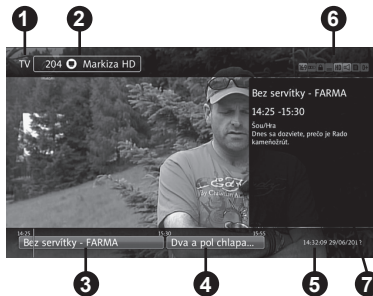 1
2
6
TV
204 Markiza HD
Bez servítky - FARMA
14:25 -15:30
Šou/Hra
Dnes sa dozviete, prečo je Rado
kameňožrút.
14:25
15:30
15:55
Bez servítky - FARMA
Dva a pol chlapa...
14:32:09 29/06/2011
3
4
5
7